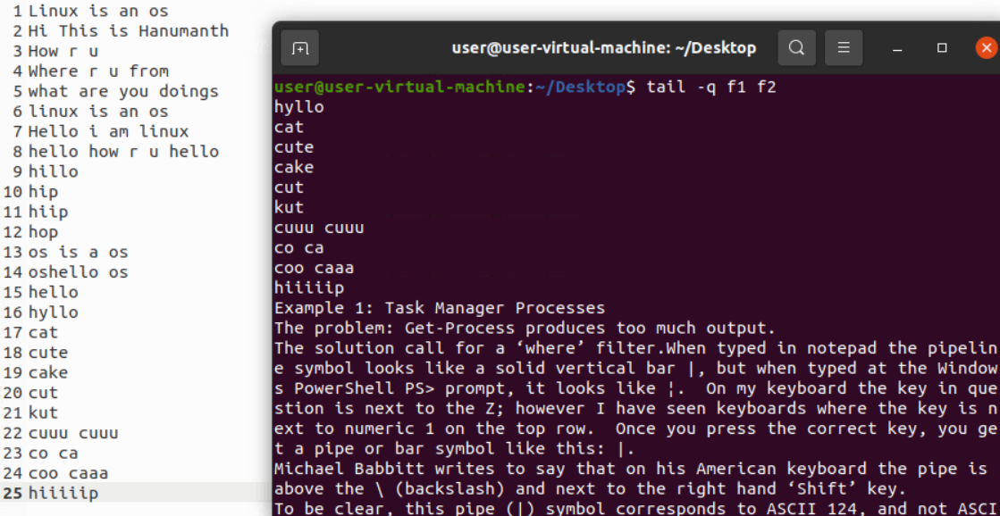 1 Linux is an os
2 Hi This is Hanumanth
3 How r u
4 Where r u from
5 what are you doings
6 linux is an os
7 Hello i am linux
8 hello how r u hello
9 hillo
10 hip
11 hiip
12 hop
13 os is a os
14 oshello os
15 hello
16 hyllo
17 cat
18 cute
19 cake
20 cut
21 kut
22 cuuu cuuu
23 co ca
24 coo caaa
25 hiiiiip
user@user-virtual-machine: ~/Desktop
user@user-virtual-machine:~/Desktop$ tail -q f1 f2
hyllo
cat
cute
cake
cut
kut
cuuu cuuu
co ca
coo caaa
hiiiiip
Example 1: Task Manager Processes
The problem: Get-Process produces too much output.
The solution call for a ‘where’ filter.When typed in notepad the pipelin
e symbol looks like a solid vertical bar |, but when typed at the Window
s PowerShell PS> prompt, it looks like ¦.  On my keyboard the key in que
stion is next to the Z; however I have seen keyboards where the key is n
ext to numeric 1 on the top row.  Once you press the correct key, you ge
t a pipe or bar symbol like this: |.
Michael Babbitt writes to say that on his American keyboard the pipe is
above the \ (backslash) and next to the right hand ‘Shift’ key.
To be clear, this pipe (|) symbol corresponds to ASCII 124, and not ASCI